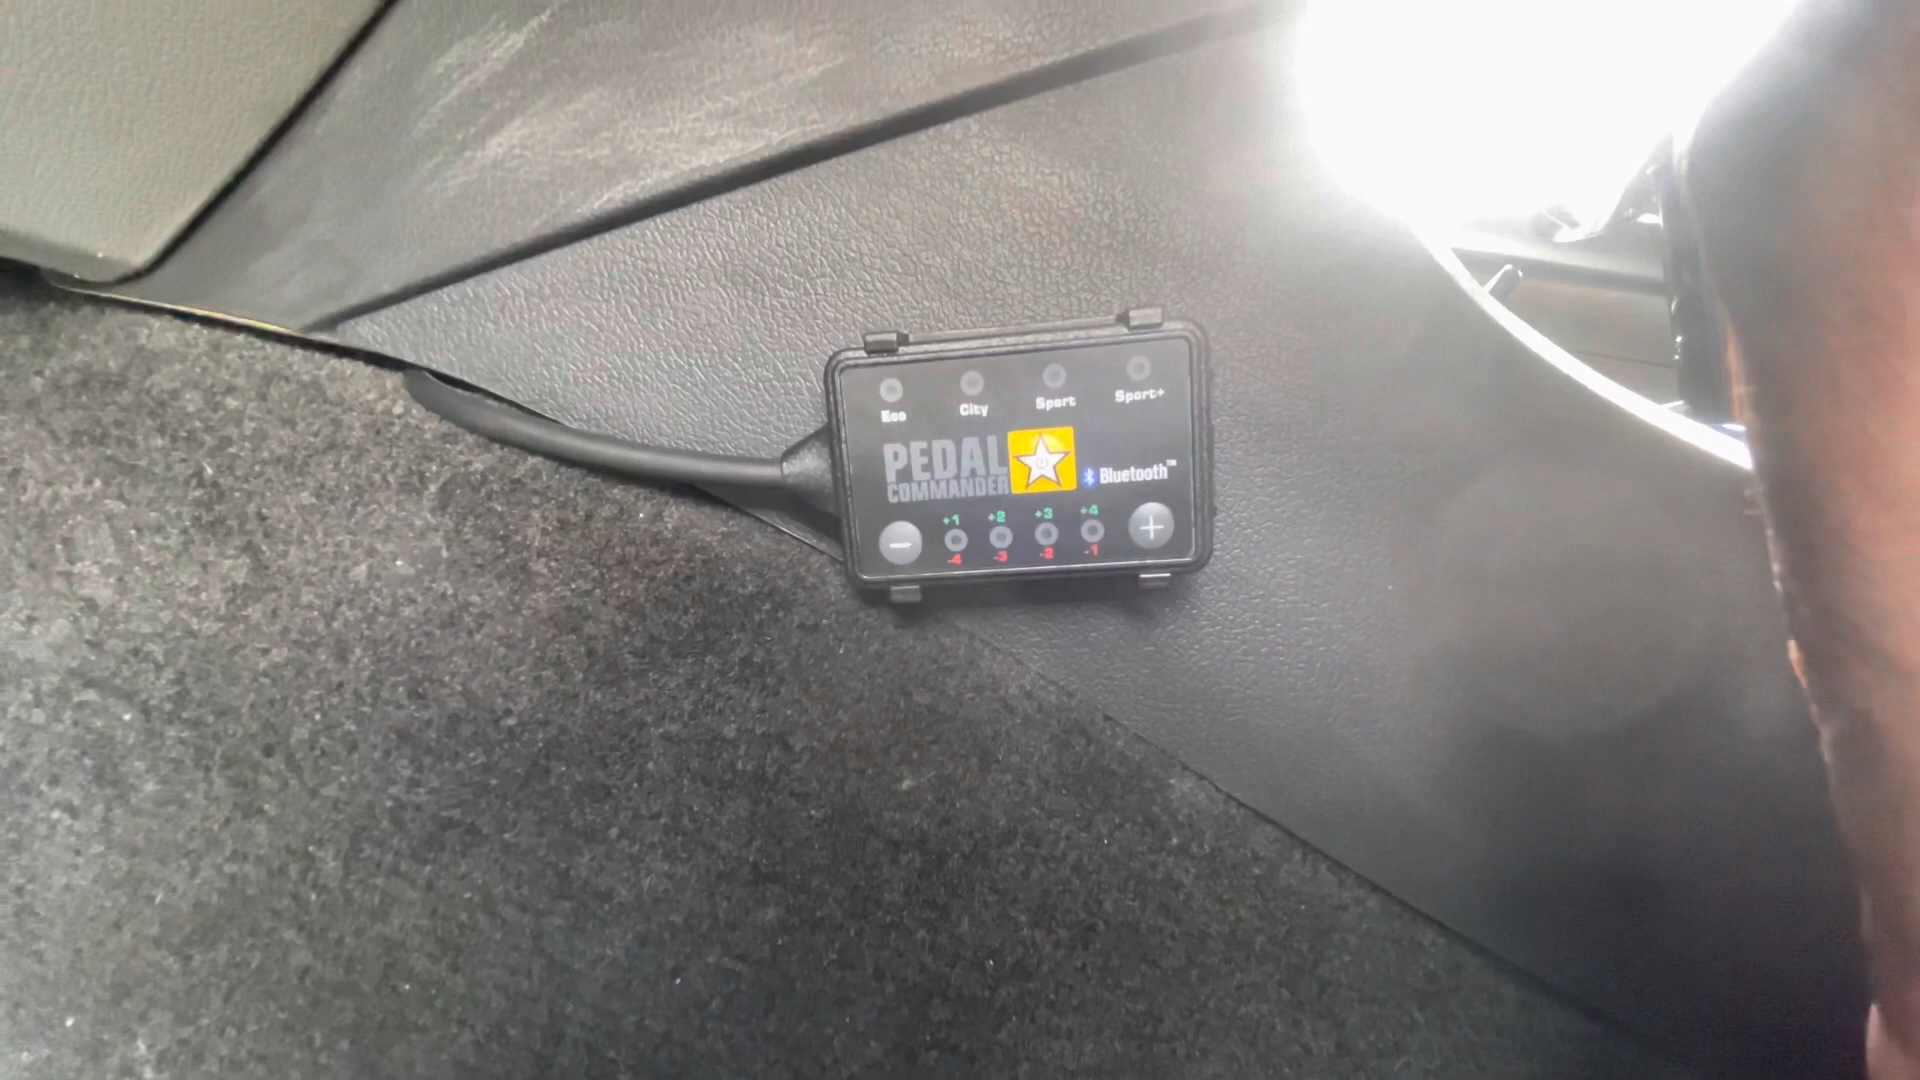 Eco City Sport Sport+
PEDAL
COMMANDER
Bluetooth™
+1 +2 +3 +4
- +
-4 -3 -2 -1